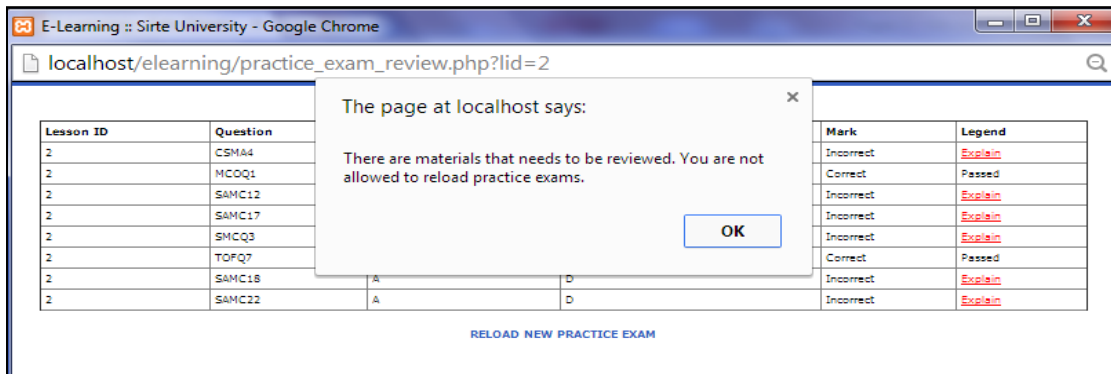 E-Learning :: Sirte University - Google Chrome
localhost/elearning/practice_exam_review.php?lid=2
The page at localhost says:
There are materials that needs to be reviewed. You are not
allowed to reload practice exams.
OK
Lesson ID Question Mark Legend
2 CSMA4 Incorrect Explain
2 MCOQ1 Correct Passed
2 SAMC12 Incorrect Explain
2 SAMC17 Incorrect Explain
2 SMCQ3 Incorrect Explain
2 TOFQ7 Correct Passed
2 SAMC18 A D Incorrect Explain
2 SAMC22 A D Incorrect Explain
RELOAD NEW PRACTICE EXAM